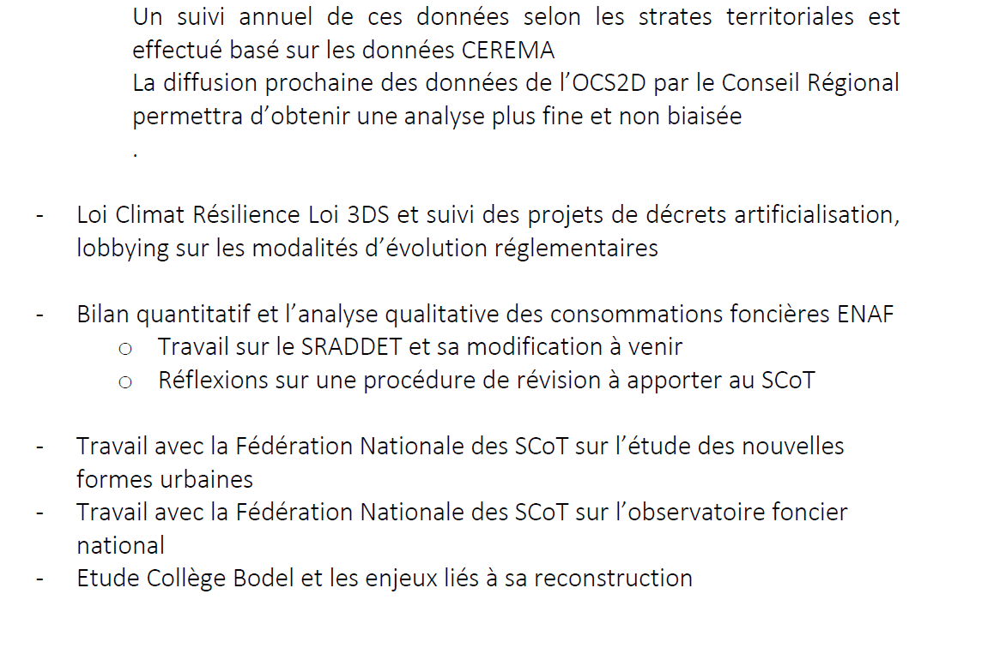 Un suivi annuel de ces données selon les strates territoriales est
effectué basé sur les données CEREMA
La diffusion prochaine des données de l’OCS2D par le Conseil Régional
permettra d’obtenir une analyse plus fine et non biaisée
.
- Loi Climat Résilience Loi 3DS et suivi des projets de décrets artificialisation,
lobbying sur les modalités d’évolution réglementaires
- Bilan quantitatif et l’analyse qualitative des consommations foncières ENAF
o Travail sur le SRADDET et sa modification à venir
o Réflexions sur une procédure de révision à apporter au SCoT
- Travail avec la Fédération Nationale des SCoT sur l’étude des nouvelles
formes urbaines
- Travail avec la Fédération Nationale des SCoT sur l’observatoire foncier
national
- Etude Collège Bodel et les enjeux liés à sa reconstruction